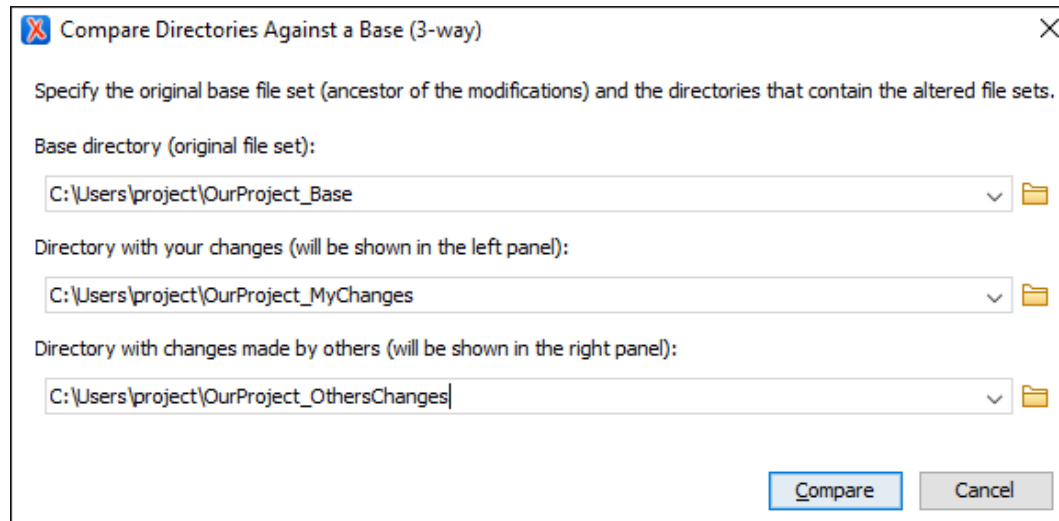 Compare Directories Against a Base (3-way)
Specify the original base file set (ancestor of the modifications) and the directories that contain the altered file sets.
Base directory (original file set):
C:\Users\project\OurProject_Base
Directory with your changes (will be shown in the left panel):
C:\Users\project\OurProject_MyChanges
Directory with changes made by others (will be shown in the right panel):
C:\Users\project\OurProject_OthersChanges
Compare Cancel